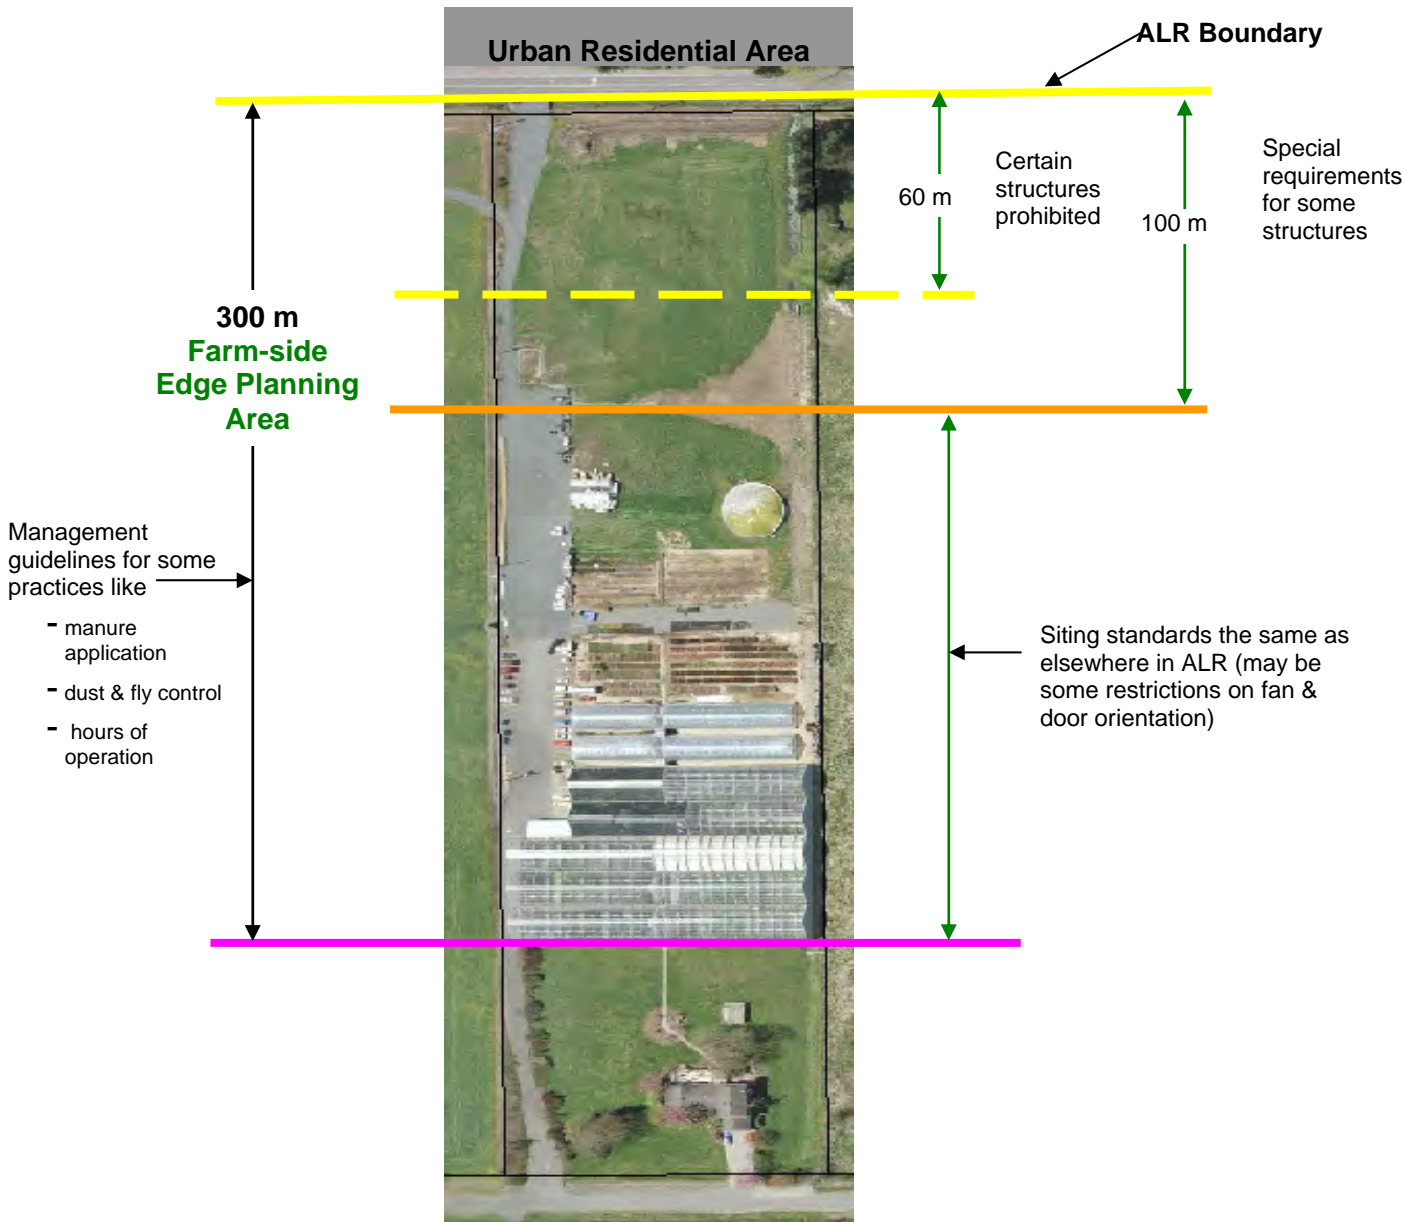 Urban Residential Area
ALR Boundary
60 m
Certain
structures
prohibited
100 m
Special
requirements
for some
structures
300 m
Farm-side
Edge Planning
Area
Management
guidelines for some
practices like
- manure
application
- dust & fly control
- hours of
operation
Siting standards the same as
elsewhere in ALR (may be
some restrictions on fan &
door orientation)